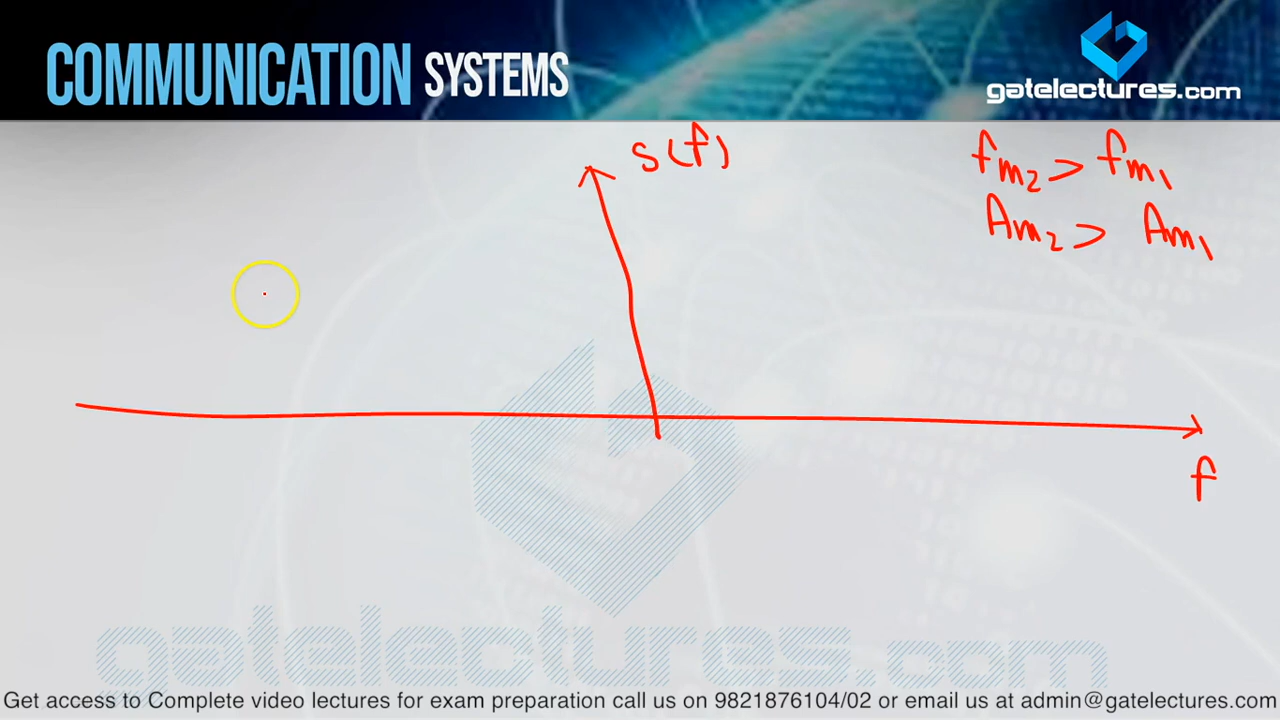 COMMUNICATION SYSTEMS
gatelectures.com
S(f)
fm2 > fm1
Am2 > Am1
f
gatelectures.com
Get access to Complete video lectures for exam preparation call us on 9821876104/02 or email us at admin@gatelectures.com